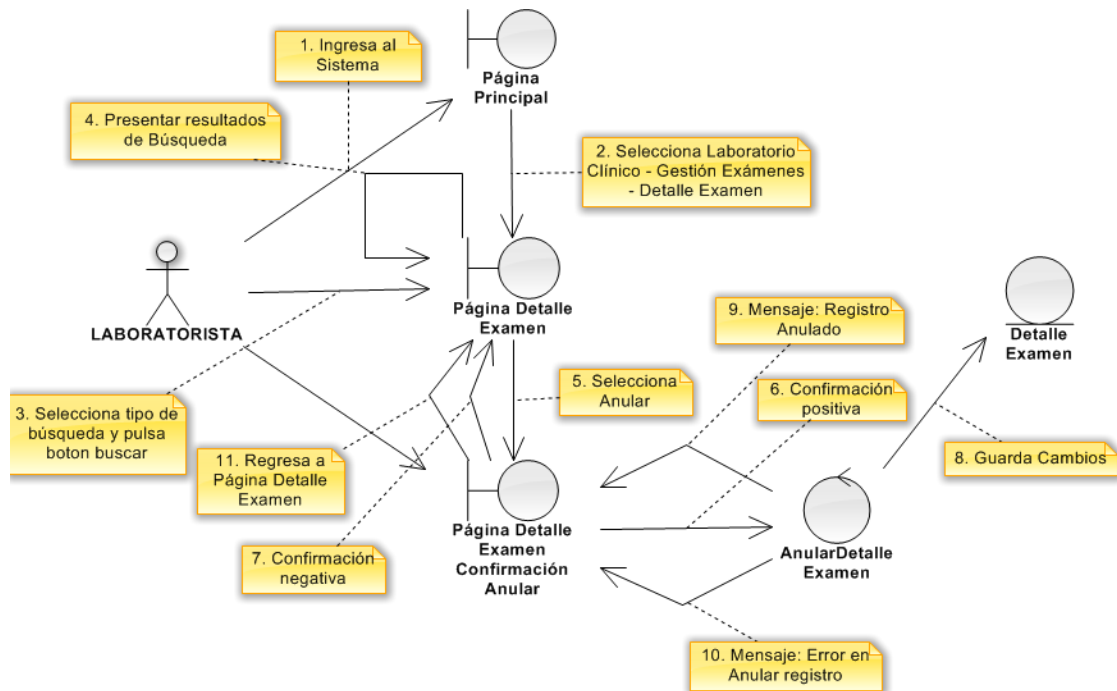 1. Ingresa al
Sistema
Página
Principal
4. Presentar resultados
de Búsqueda
2. Selecciona Laboratorio
Clínico - Gestión Exámenes
- Detalle Examen
LABORATORISTA
Página Detalle
Examen
9. Mensaje: Registro
Anulado
Detalle
Examen
3. Selecciona tipo de
búsqueda y pulsa
boton buscar
5. Selecciona
Anular
6. Confirmación
positiva
11. Regresa a
Página Detalle
Examen
8. Guarda Cambios
7. Confirmación
negativa
Página Detalle
Examen
Confirmación
Anular
AnularDetalle
Examen
10. Mensaje: Error en
Anular registro